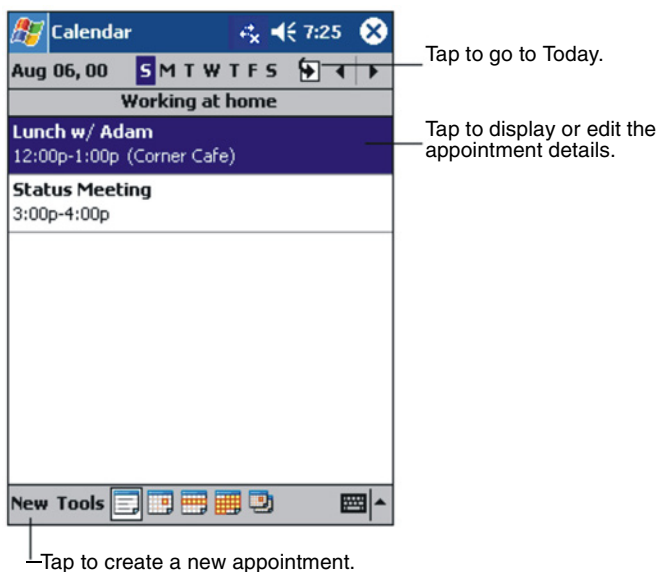 Calendar 7:25
Aug 06, 00 S M T W T F S
Working at home
Lunch w/ Adam
12:00p-1:00p (Corner Cafe)
Status Meeting
3:00p-4:00p
New Tools
Tap to go to Today.
Tap to display or edit the
appointment details.
Tap to create a new appointment.